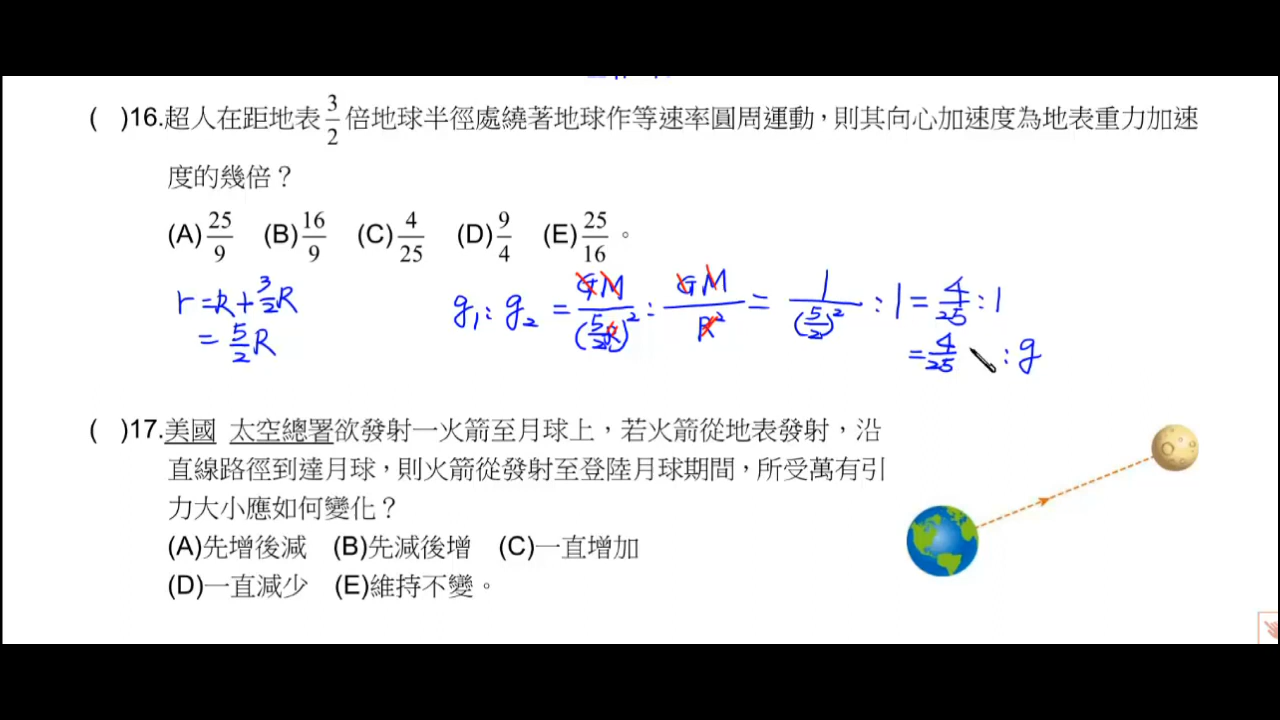 ( )16.超人在距地表3/2倍地球半徑處繞著地球作等速率圓周運動，則其向心加速度為地表重力加速
度的幾倍？
(A)25/9 (B)16/9 (C)4/25 (D)9/4 (E)25/16。
r=R+3/2R
=5/2R
g₁:g₂=GM/(5/2R)²:GM/R²=1/(5/2)²:1=4/25:1
=4/25 :g
( )17.美國 太空總署欲發射一火箭至月球上，若火箭從地表發射，沿
直線路徑到達月球，則火箭從發射至登陸月球期間，所受萬有引
力大小應如何變化？
(A)先增後減 (B)先減後增 (C)一直增加
(D)一直減少 (E)維持不變。